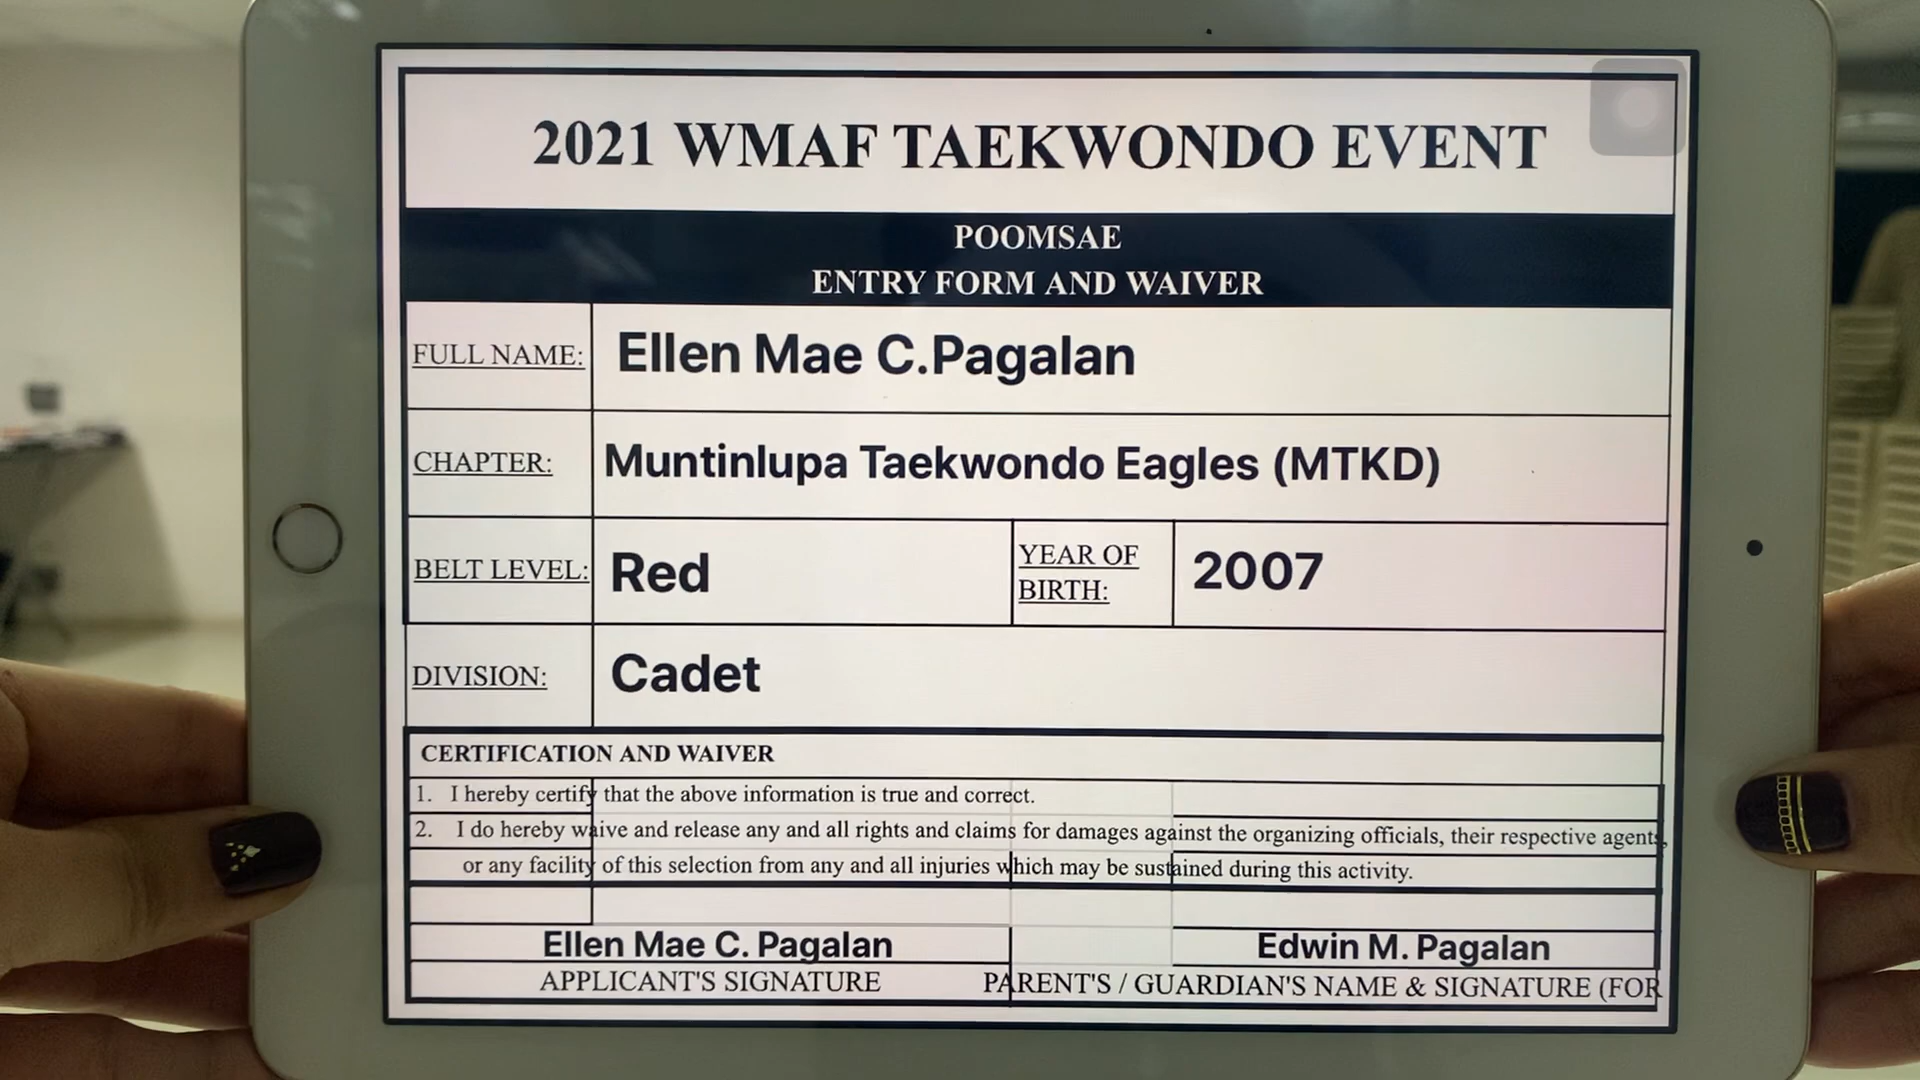 2021 WMAF TAEKWONDO EVENT
POOMSAE
ENTRY FORM AND WAIVER
FULL NAME: Ellen Mae C.Pagalan
CHAPTER: Muntinlupa Taekwondo Eagles (MTKD)
BELT LEVEL: Red YEAR OF BIRTH: 2007
DIVISION: Cadet
CERTIFICATION AND WAIVER
1. I hereby certify that the above information is true and correct.
2. I do hereby waive and release any and all rights and claims for damages against the organizing officials, their respective agents,
or any facility of this selection from any and all injuries which may be sustained during this activity.
Ellen Mae C. Pagalan Edwin M. Pagalan
APPLICANT'S SIGNATURE PARENT'S / GUARDIAN'S NAME & SIGNATURE (FOR